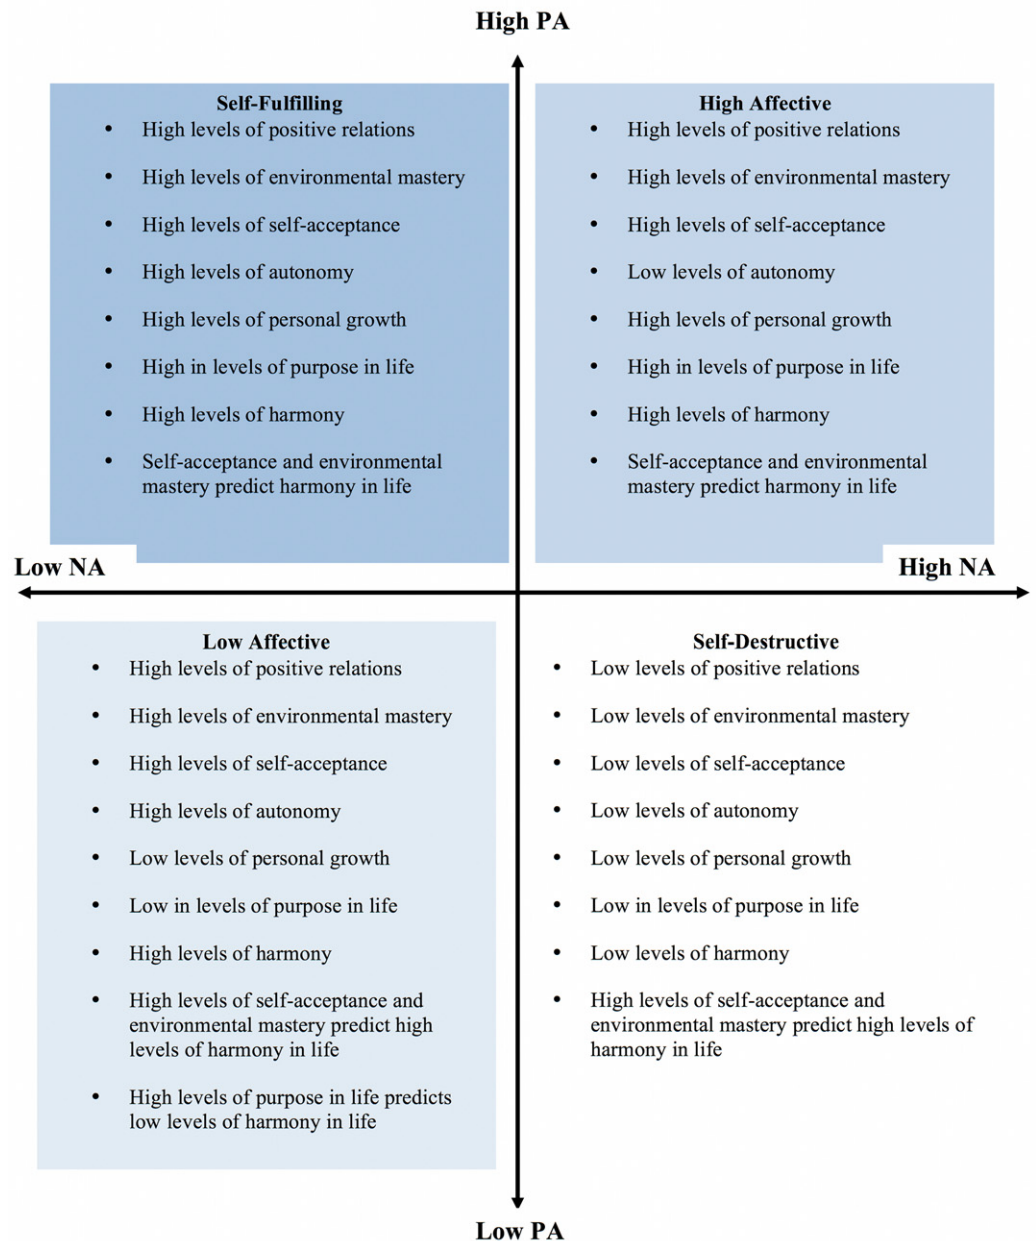 High PA
Self-Fulfilling
• High levels of positive relations
• High levels of environmental mastery
• High levels of self-acceptance
• High levels of autonomy
• High levels of personal growth
• High in levels of purpose in life
• High levels of harmony
• Self-acceptance and environmental
mastery predict harmony in life
High Affective
• High levels of positive relations
• High levels of environmental mastery
• High levels of self-acceptance
• Low levels of autonomy
• High levels of personal growth
• High in levels of purpose in life
• High levels of harmony
• Self-acceptance and environmental
mastery predict harmony in life
Low NA
High NA
Low Affective
• High levels of positive relations
• High levels of environmental mastery
• High levels of self-acceptance
• High levels of autonomy
• Low levels of personal growth
• Low in levels of purpose in life
• High levels of harmony
• High levels of self-acceptance and
environmental mastery predict high
levels of harmony in life
• High levels of purpose in life predicts
low levels of harmony in life
Self-Destructive
• Low levels of positive relations
• Low levels of environmental mastery
• Low levels of self-acceptance
• Low levels of autonomy
• Low levels of personal growth
• Low in levels of purpose in life
• Low levels of harmony
• High levels of self-acceptance and
environmental mastery predict high levels of
harmony in life
Low PA